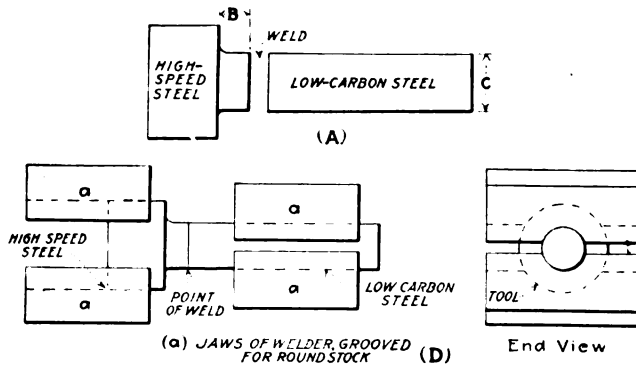 B
WELD
HIGH-
SPEED
STEEL
LOW-CARBON STEEL
C
(A)
a
a
HIGH SPEED
STEEL
a
a
POINT
OF WELD
LOW CARBON
STEEL
TOOL
(a) JAWS OF WELDER, GROOVED
FOR ROUND STOCK
(D)
End View